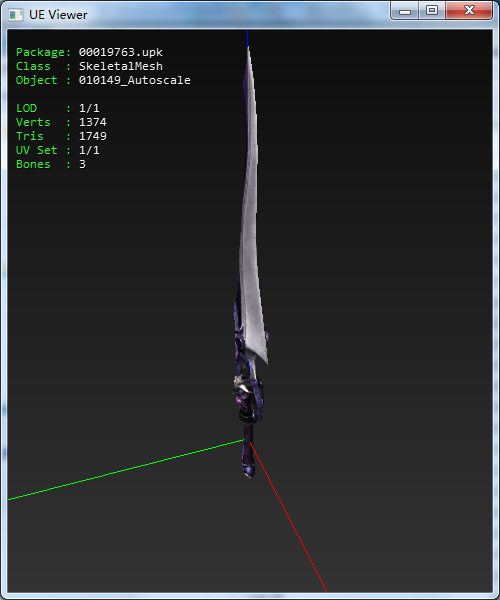 UE Viewer
Package: 00019763.upk
Class  : SkeletalMesh
Object : 010149_Autoscale
LOD    : 1/1
Verts  : 1374
Tris   : 1749
UV Set : 1/1
Bones  : 3